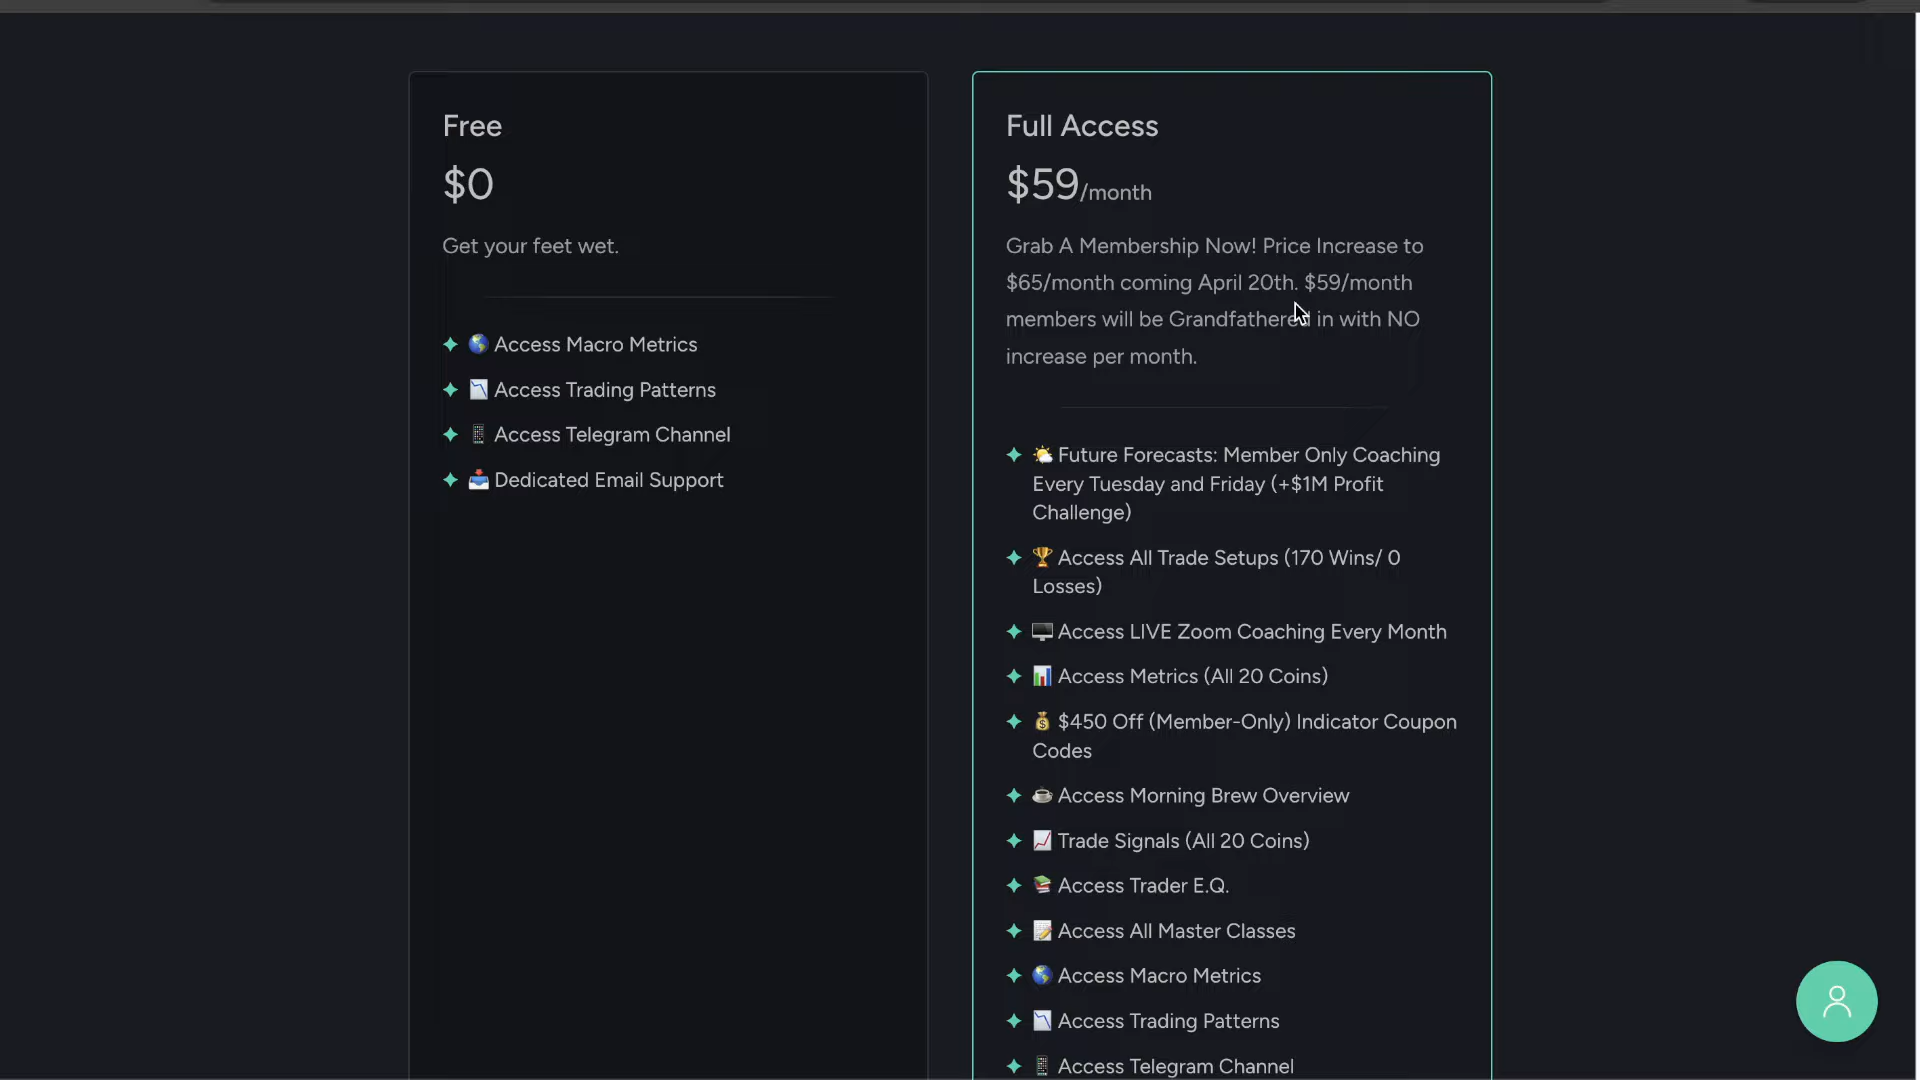 Free
$0
Get your feet wet.
Access Macro Metrics
Access Trading Patterns
Access Telegram Channel
Dedicated Email Support
Full Access
$59/month
Grab A Membership Now! Price Increase to
$65/month coming April 20th. $59/month
members will be Grandfathered in with NO
increase per month.
Future Forecasts: Member Only Coaching
Every Tuesday and Friday (+$1M Profit
Challenge)
Access All Trade Setups (170 Wins/ 0
Losses)
Access LIVE Zoom Coaching Every Month
Access Metrics (All 20 Coins)
$450 Off (Member-Only) Indicator Coupon
Codes
Access Morning Brew Overview
Trade Signals (All 20 Coins)
Access Trader E.Q.
Access All Master Classes
Access Macro Metrics
Access Trading Patterns
Access Telegram Channel